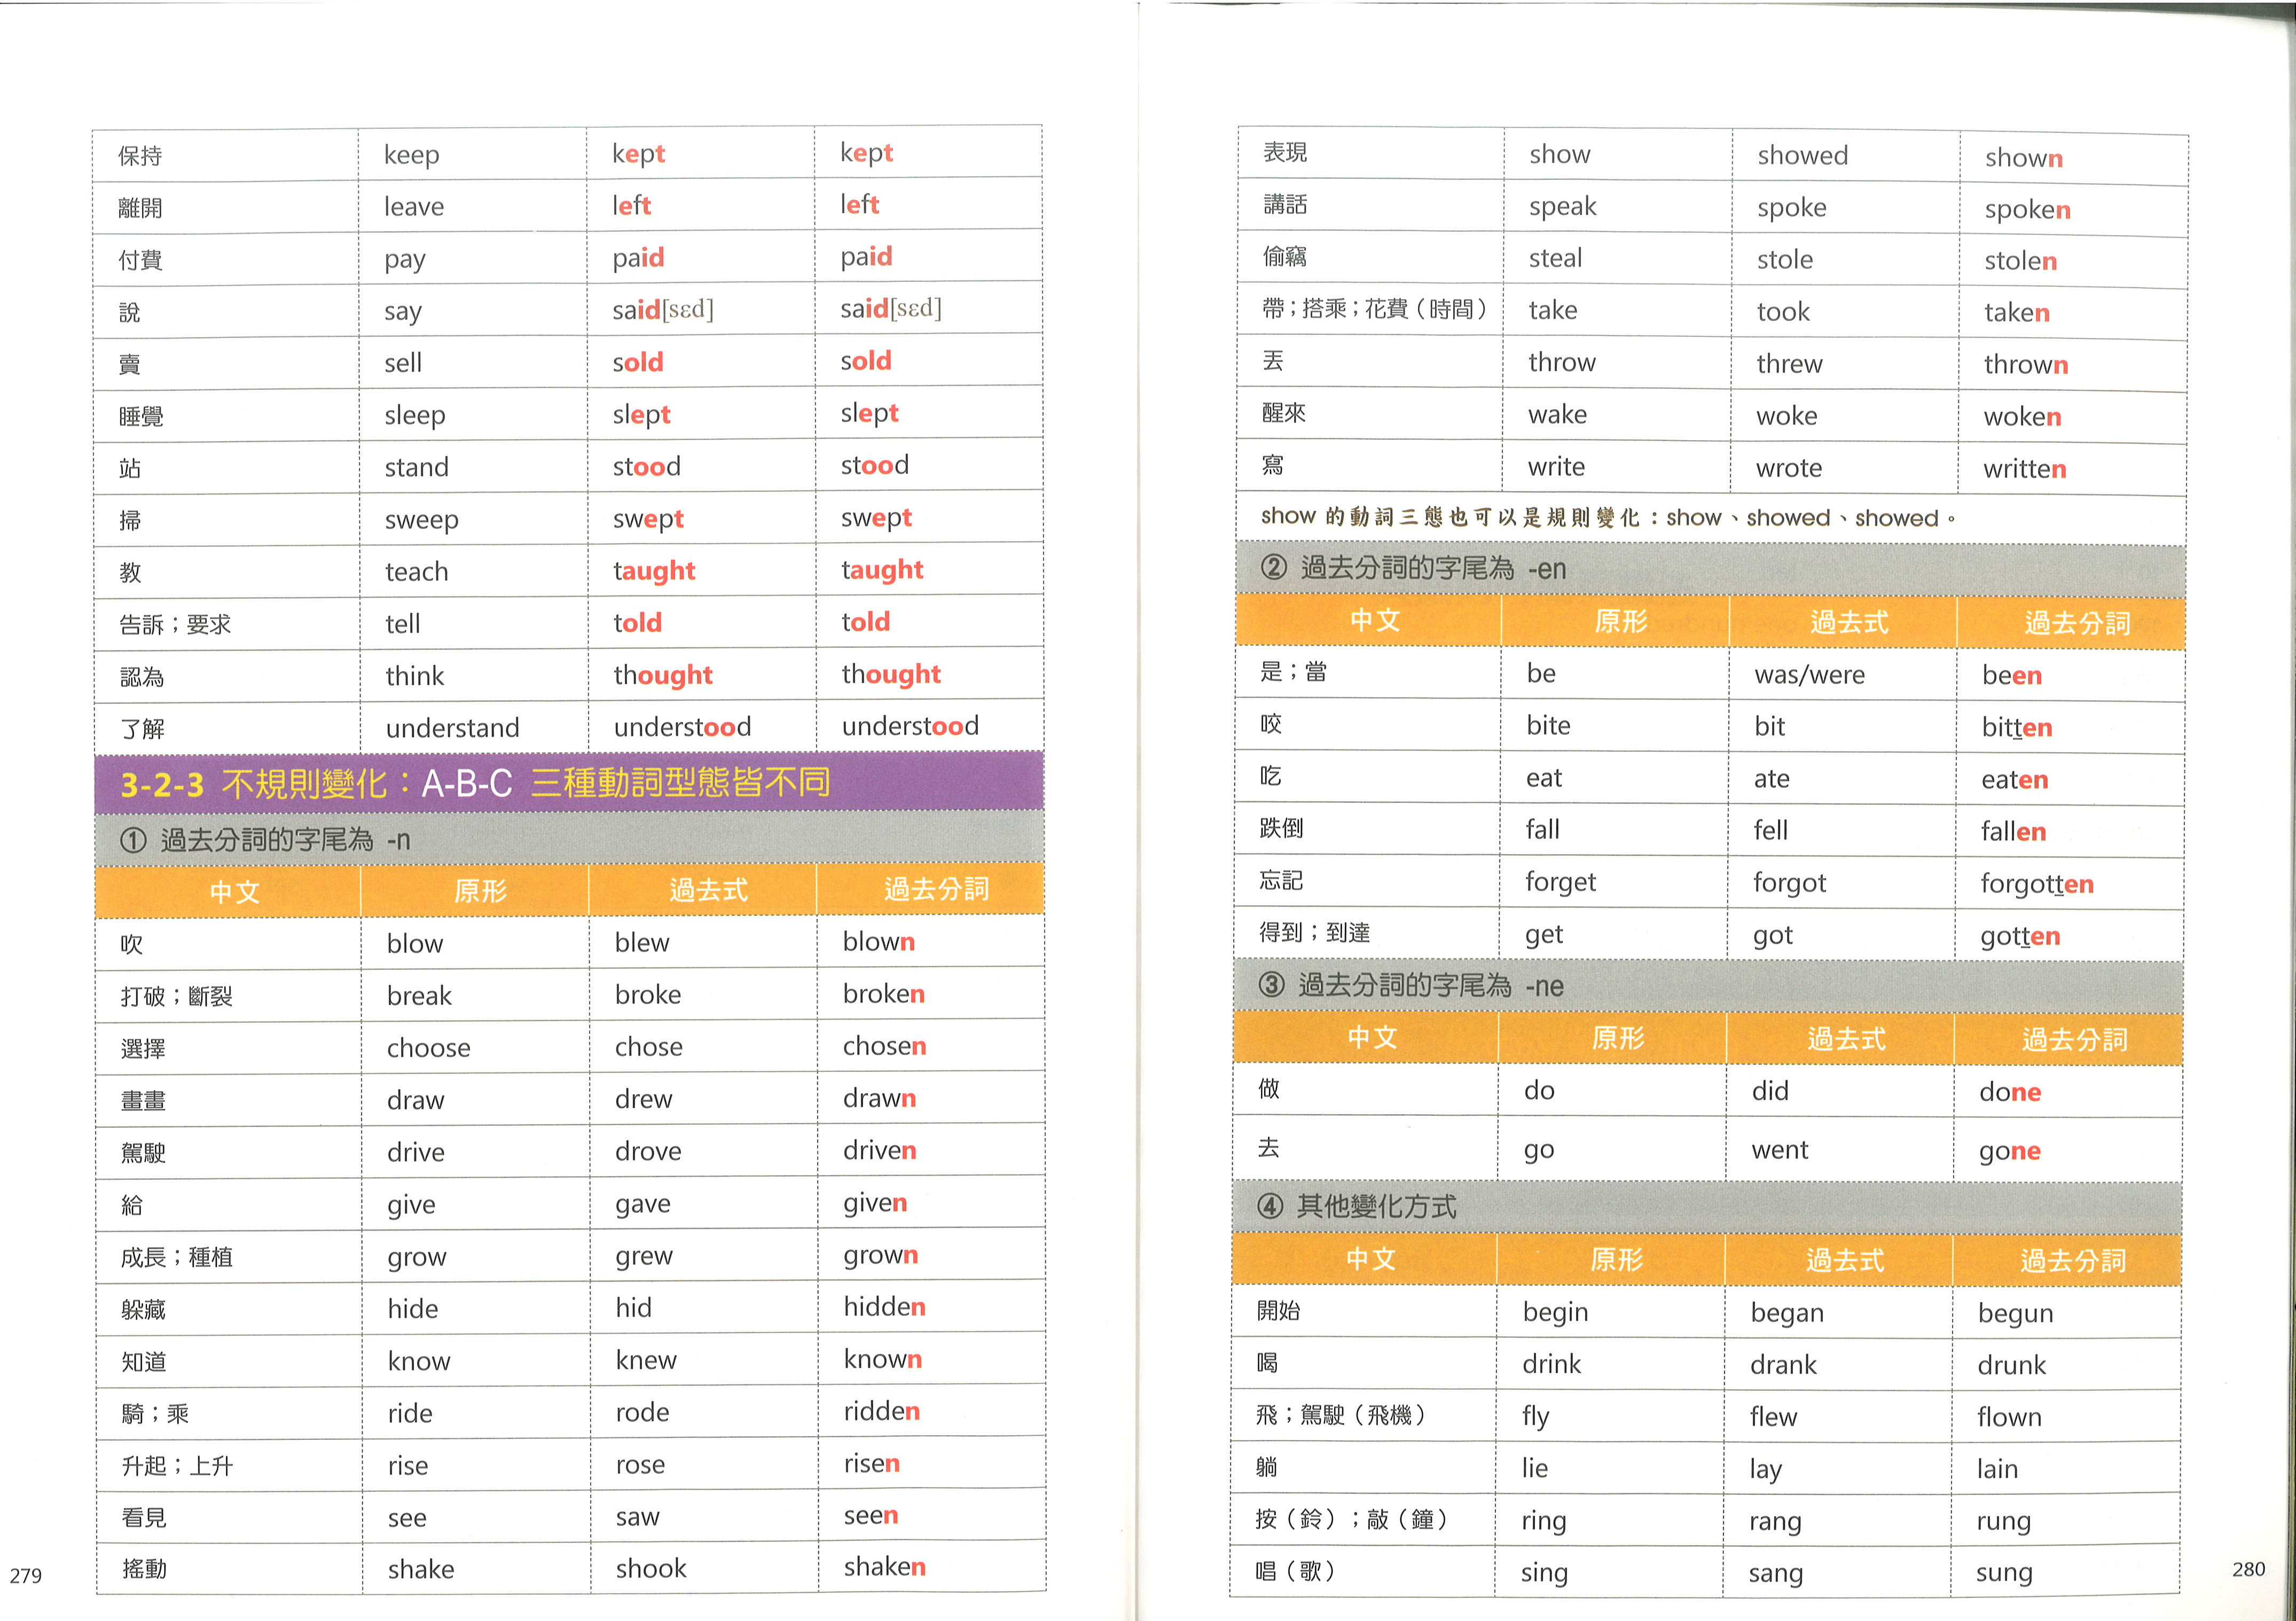 保持 keep kept kept
離開 leave left left
付費 pay paid paid
說 say said[sɛd] said[sɛd]
賣 sell sold sold
睡覺 sleep slept slept
站 stand stood stood
掃 sweep swept swept
教 teach taught taught
告訴；要求 tell told told
認為 think thought thought
了解 understand understood understood
3-2-3 不規則變化：A-B-C 三種動詞型態皆不同
① 過去分詞的字尾為 -n
中文 原形 過去式 過去分詞
吹 blow blew blown
打破；斷裂 break broke broken
選擇 choose chose chosen
畫畫 draw drew drawn
駕駛 drive drove driven
給 give gave given
成長；種植 grow grew grown
躲藏 hide hid hidden
知道 know knew known
騎；乘 ride rode ridden
升起；上升 rise rose risen
看見 see saw seen
搖動 shake shook shaken
279
表現 show showed shown
講話 speak spoke spoken
偷竊 steal stole stolen
帶；搭乘；花費（時間） take took taken
丟 throw threw thrown
醒來 wake woke woken
寫 write wrote written
show 的動詞三態也可以是規則變化：show、showed、showed。
② 過去分詞的字尾為 -en
中文 原形 過去式 過去分詞
是；當 be was/were been
咬 bite bit bitten
吃 eat ate eaten
跌倒 fall fell fallen
忘記 forget forgot forgotten
得到；到達 get got gotten
③ 過去分詞的字尾為 -ne
中文 原形 過去式 過去分詞
做 do did done
去 go went gone
④ 其他變化方式
中文 原形 過去式 過去分詞
開始 begin began begun
喝 drink drank drunk
飛；駕駛（飛機） fly flew flown
躺 lie lay lain
按（鈴）；敲（鐘） ring rang rung
唱（歌） sing sang sung
280